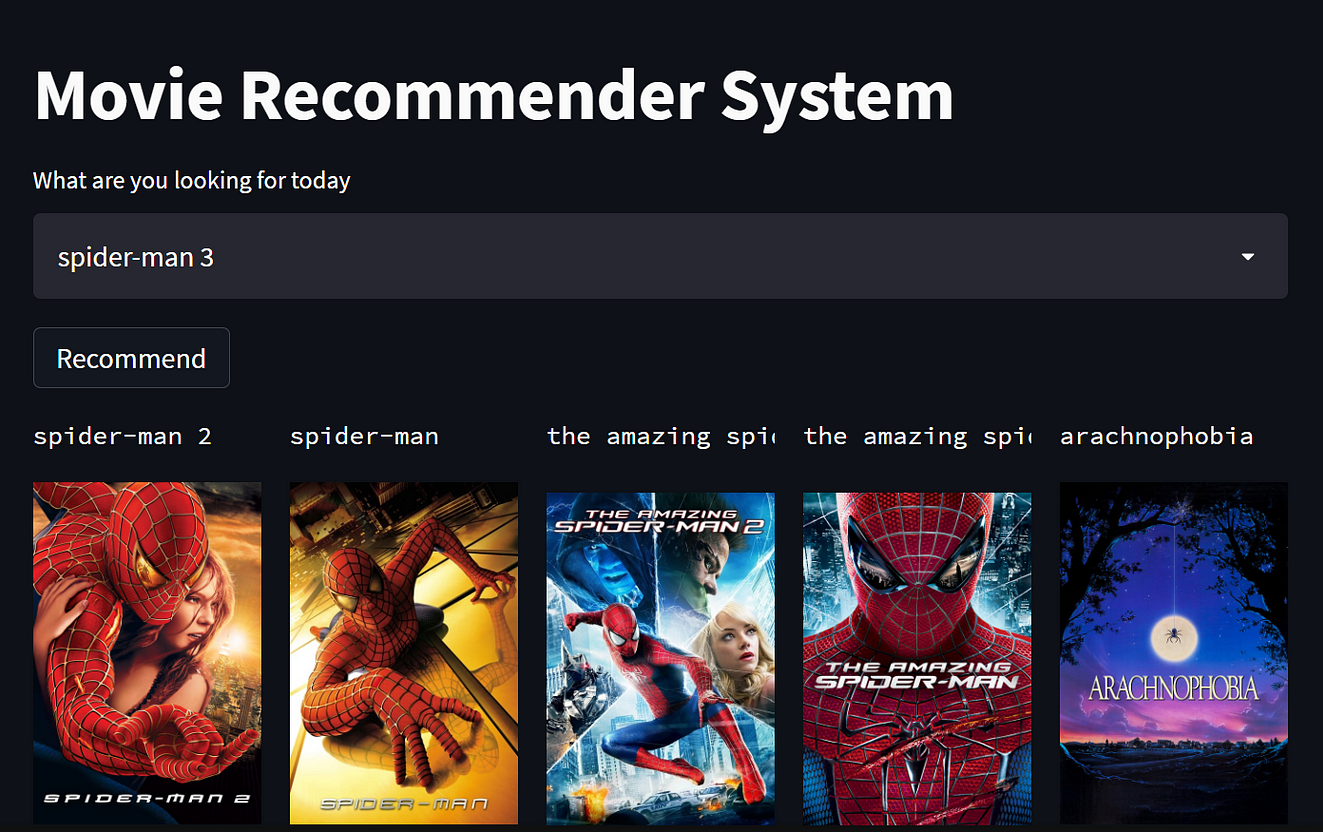 Movie Recommender System
What are you looking for today
spider-man 3
Recommend
spider-man 2
spider-man
the amazing spi
the amazing spi
arachnophobia
SPIDER-MAN 2
SPIDER-MAN
THE AMAZING
SPIDER-MAN 2
THE AMAZING
SPIDER-MAN
ARACHNOPHOBIA